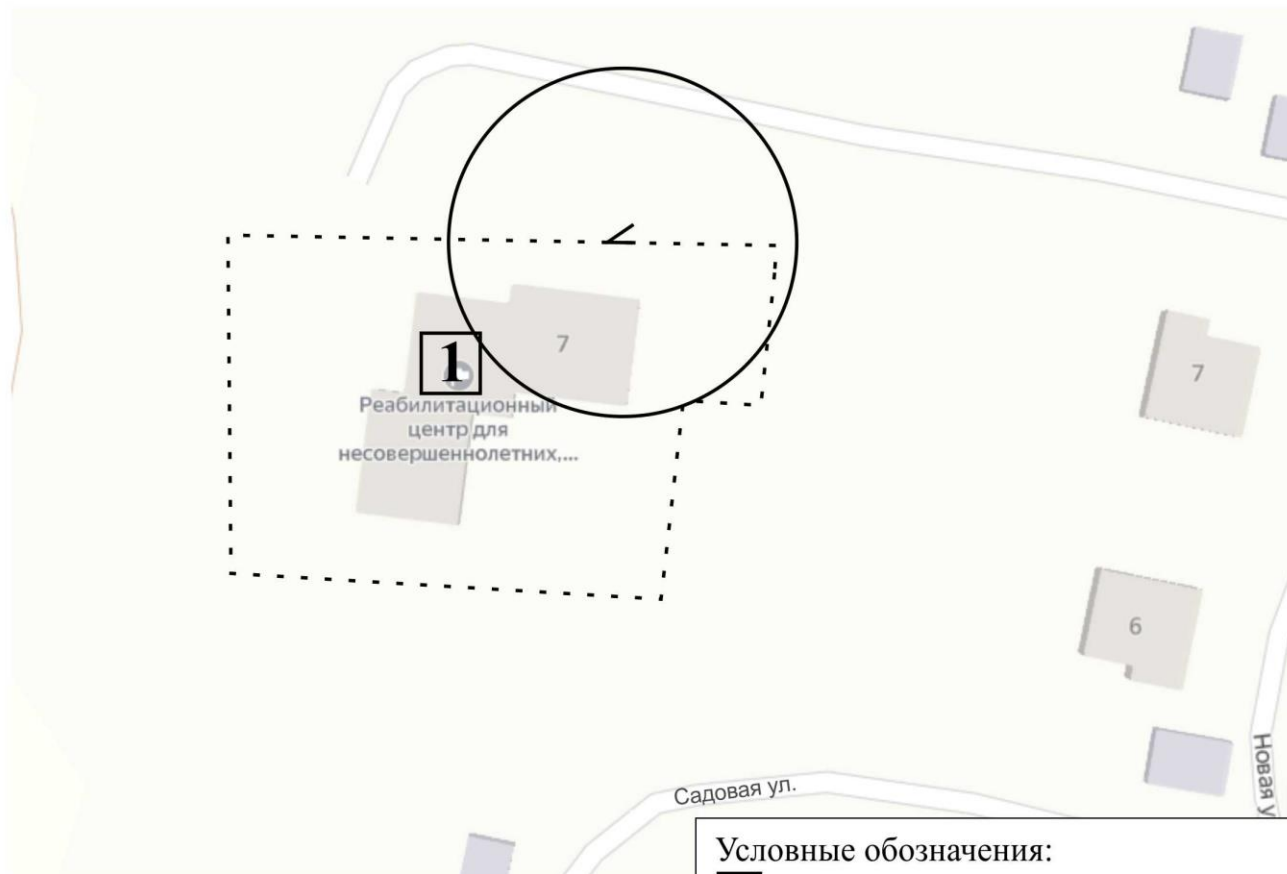 7
1
7
Реабилитационный
центр для
несовершеннолетних,...
6
Новая у
Садовая ул.
Условные обозначения: